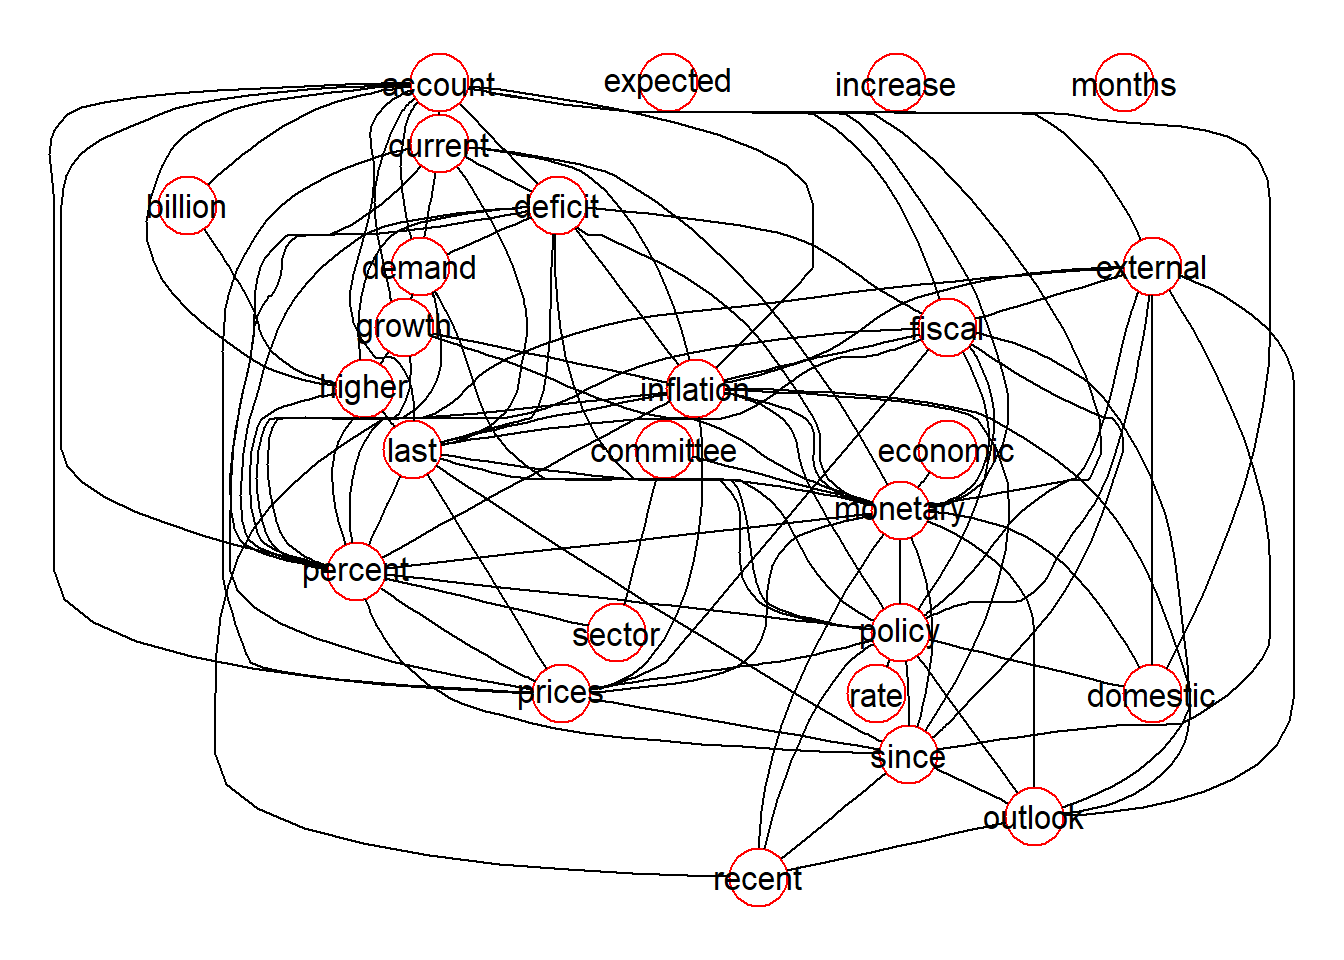 account
expected
increase
months
current
billion
deficit
demand
external
growth
fiscal
higher
inflation
last
committee
economic
monetary
percent
policy
sector
prices
rate
domestic
since
outlook
recent